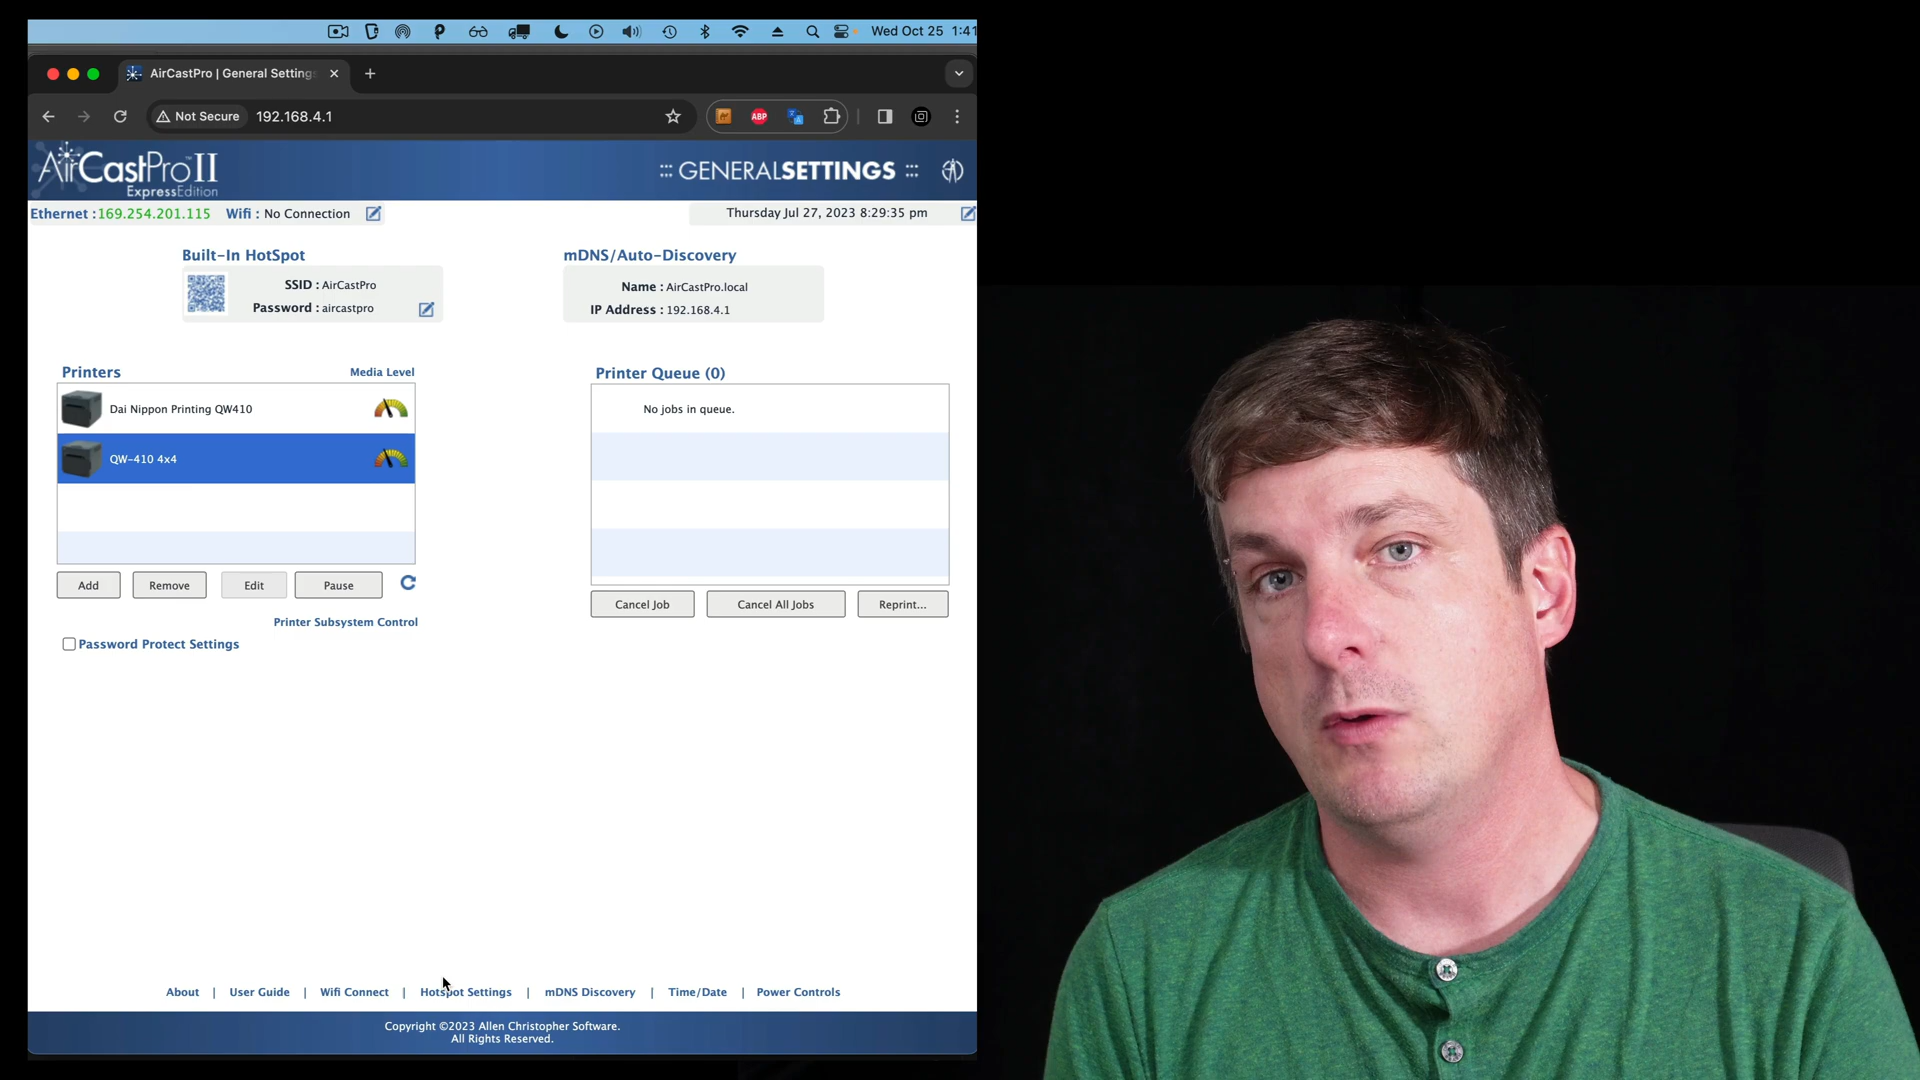 Wed Oct 25 1:41
AirCastPro | General Settings
Not Secure 192.168.4.1
ABP
AirCastPro II
ExpressEdition
::: GENERALSETTINGS :::
Ethernet :169.254.201.115 Wifi : No Connection
Thursday Jul 27, 2023 8:29:35 pm
Built-In HotSpot
SSID : AirCastPro
Password : aircastpro
mDNS/Auto-Discovery
Name : AirCastPro.local
IP Address : 192.168.4.1
Printers Media Level
Dai Nippon Printing QW410
QW-410 4x4
Add Remove Edit Pause
Printer Subsystem Control
Password Protect Settings
Printer Queue (0)
No jobs in queue.
Cancel Job Cancel All Jobs Reprint...
About | User Guide | Wifi Connect | Hotspot Settings | mDNS Discovery | Time/Date | Power Controls
Copyright ©2023 Allen Christopher Software.
All Rights Reserved.